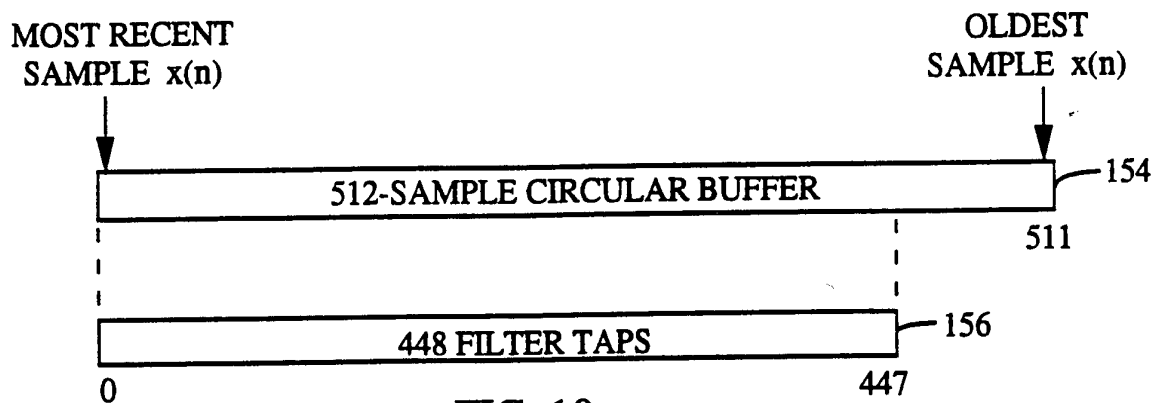 MOST RECENT
SAMPLE x(n)
OLDEST
SAMPLE x(n)
512-SAMPLE CIRCULAR BUFFER
154
511
448 FILTER TAPS
156
0
447